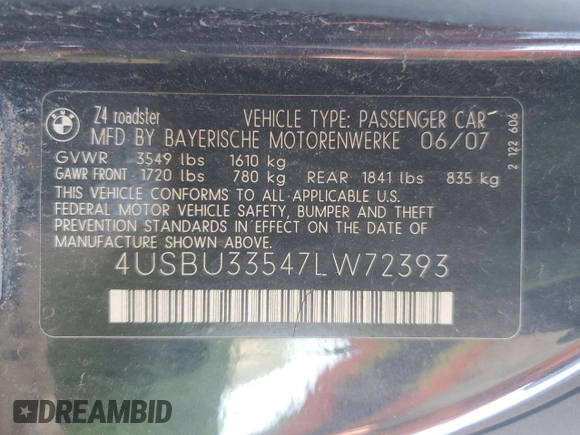 BMW
Z4 roadster VEHICLE TYPE: PASSENGER CAR
MFD BY BAYERISCHE MOTORENWERKE 06/07
GVWR 3549 lbs 1610 kg
GAWR FRONT 1720 lbs 780 kg REAR 1841 lbs 835 kg
THIS VEHICLE CONFORMS TO ALL APPLICABLE U.S.
FEDERAL MOTOR VEHICLE SAFETY, BUMPER AND THEFT
PREVENTION STANDARDS IN EFFECT ON THE DATE OF
MANUFACTURE SHOWN ABOVE.
4USBU33547LW72393
2 122 606
DREAMBID